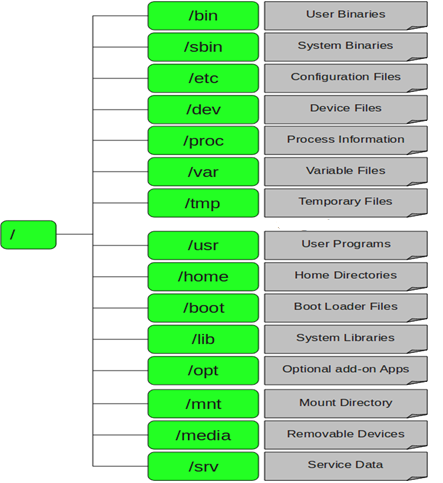 /bin User Binaries
/sbin System Binaries
/etc Configuration Files
/dev Device Files
/proc Process Information
/var Variable Files
/tmp Temporary Files
/
/usr User Programs
/home Home Directories
/boot Boot Loader Files
/lib System Libraries
/opt Optional add-on Apps
/mnt Mount Directory
/media Removable Devices
/srv Service Data